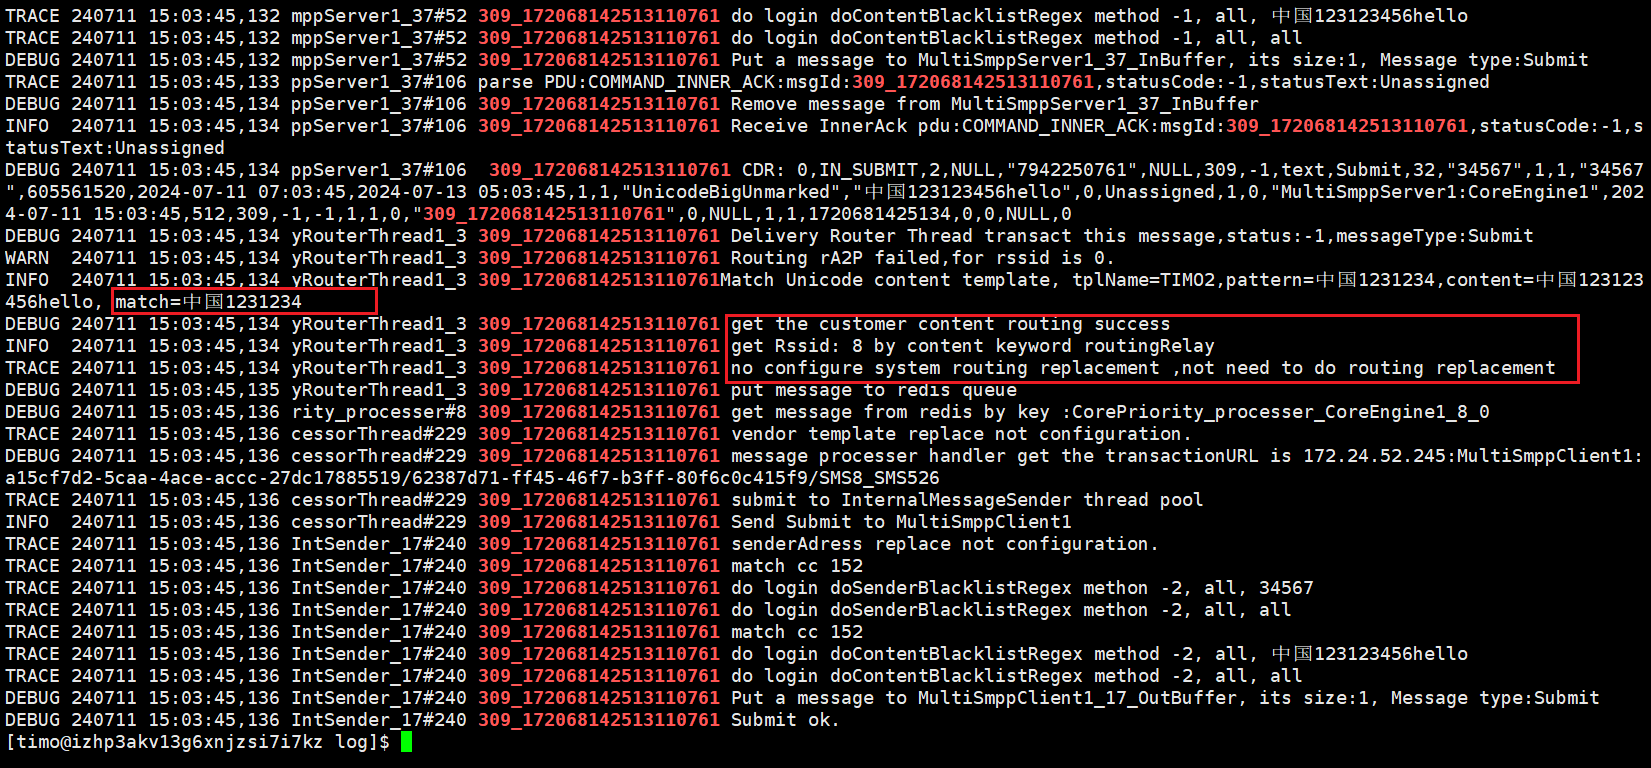 TRACE 240711 15:03:45,132 mppServer1_37#52 309_172068142513110761 do login doContentBlacklistRegex method -1, all, 中国123123456hello
TRACE 240711 15:03:45,132 mppServer1_37#52 309_172068142513110761 do login doContentBlacklistRegex method -1, all, all
DEBUG 240711 15:03:45,132 mppServer1_37#52 309_172068142513110761 Put a message to MultiSmppServer1_37_InBuffer, its size:1, Message type:Submit
TRACE 240711 15:03:45,133 ppServer1_37#106 parse PDU:COMMAND_INNER_ACK:msgId:309_172068142513110761,statusCode:-1,statusText:Unassigned
DEBUG 240711 15:03:45,134 ppServer1_37#106 309_172068142513110761 Remove message from MultiSmppServer1_37_InBuffer
INFO  240711 15:03:45,134 ppServer1_37#106 309_172068142513110761 Receive InnerAck pdu:COMMAND_INNER_ACK:msgId:309_172068142513110761,statusCode:-1,s
tatusText:Unassigned
DEBUG 240711 15:03:45,134 ppServer1_37#106  309_172068142513110761 CDR: 0,IN_SUBMIT,2,NULL,"7942250761",NULL,309,-1,text,Submit,32,"34567",1,1,"34567
",605561520,2024-07-11 07:03:45,2024-07-13 05:03:45,1,1,"UnicodeBigUnmarked","中国123123456hello",0,Unassigned,1,0,"MultiSmppServer1:CoreEngine1",202
4-07-11 15:03:45,512,309,-1,-1,1,1,0,"309_172068142513110761",0,NULL,1,1,1720681425134,0,0,NULL,0
DEBUG 240711 15:03:45,134 yRouterThread1_3 309_172068142513110761 Delivery Router Thread transact this message,status:-1,messageType:Submit
WARN  240711 15:03:45,134 yRouterThread1_3 309_172068142513110761 Routing rA2P failed,for rssid is 0.
INFO  240711 15:03:45,134 yRouterThread1_3 309_172068142513110761Match Unicode content template, tplName=TIMO2,pattern=中国1231234,content=中国123123
456hello, match=中国1231234
DEBUG 240711 15:03:45,134 yRouterThread1_3 309_172068142513110761 get the customer content routing success
INFO  240711 15:03:45,134 yRouterThread1_3 309_172068142513110761 get Rssid: 8 by content keyword routingRelay
TRACE 240711 15:03:45,134 yRouterThread1_3 309_172068142513110761 no configure system routing replacement ,not need to do routing replacement
DEBUG 240711 15:03:45,135 yRouterThread1_3 309_172068142513110761 put message to redis queue
DEBUG 240711 15:03:45,136 rity_processer#8 309_172068142513110761 get message from redis by key :CorePriority_processer_CoreEngine1_8_0
TRACE 240711 15:03:45,136 cessorThread#229 309_172068142513110761 vendor template replace not configuration.
DEBUG 240711 15:03:45,136 cessorThread#229 309_172068142513110761 message processer handler get the transactionURL is 172.24.52.245:MultiSmppClient1:
a15cf7d2-5caa-4ace-accc-27dc17885519/62387d71-ff45-46f7-b3ff-80f6c0c415f9/SMS8_SMS526
TRACE 240711 15:03:45,136 cessorThread#229 309_172068142513110761 submit to InternalMessageSender thread pool
INFO  240711 15:03:45,136 cessorThread#229 309_172068142513110761 Send Submit to MultiSmppClient1
TRACE 240711 15:03:45,136 IntSender_17#240 309_172068142513110761 senderAdress replace not configuration.
TRACE 240711 15:03:45,136 IntSender_17#240 309_172068142513110761 match cc 152
TRACE 240711 15:03:45,136 IntSender_17#240 309_172068142513110761 do login doSenderBlacklistRegex methon -2, all, 34567
TRACE 240711 15:03:45,136 IntSender_17#240 309_172068142513110761 do login doSenderBlacklistRegex methon -2, all, all
TRACE 240711 15:03:45,136 IntSender_17#240 309_172068142513110761 match cc 152
TRACE 240711 15:03:45,136 IntSender_17#240 309_172068142513110761 do login doContentBlacklistRegex method -2, all, 中国123123456hello
TRACE 240711 15:03:45,136 IntSender_17#240 309_172068142513110761 do login doContentBlacklistRegex method -2, all, all
DEBUG 240711 15:03:45,136 IntSender_17#240 309_172068142513110761 Put a message to MultiSmppClient1_17_OutBuffer, its size:1, Message type:Submit
DEBUG 240711 15:03:45,136 IntSender_17#240 309_172068142513110761 Submit ok.
[timo@izhp3akv13g6xnjzsi7i7kz log]$